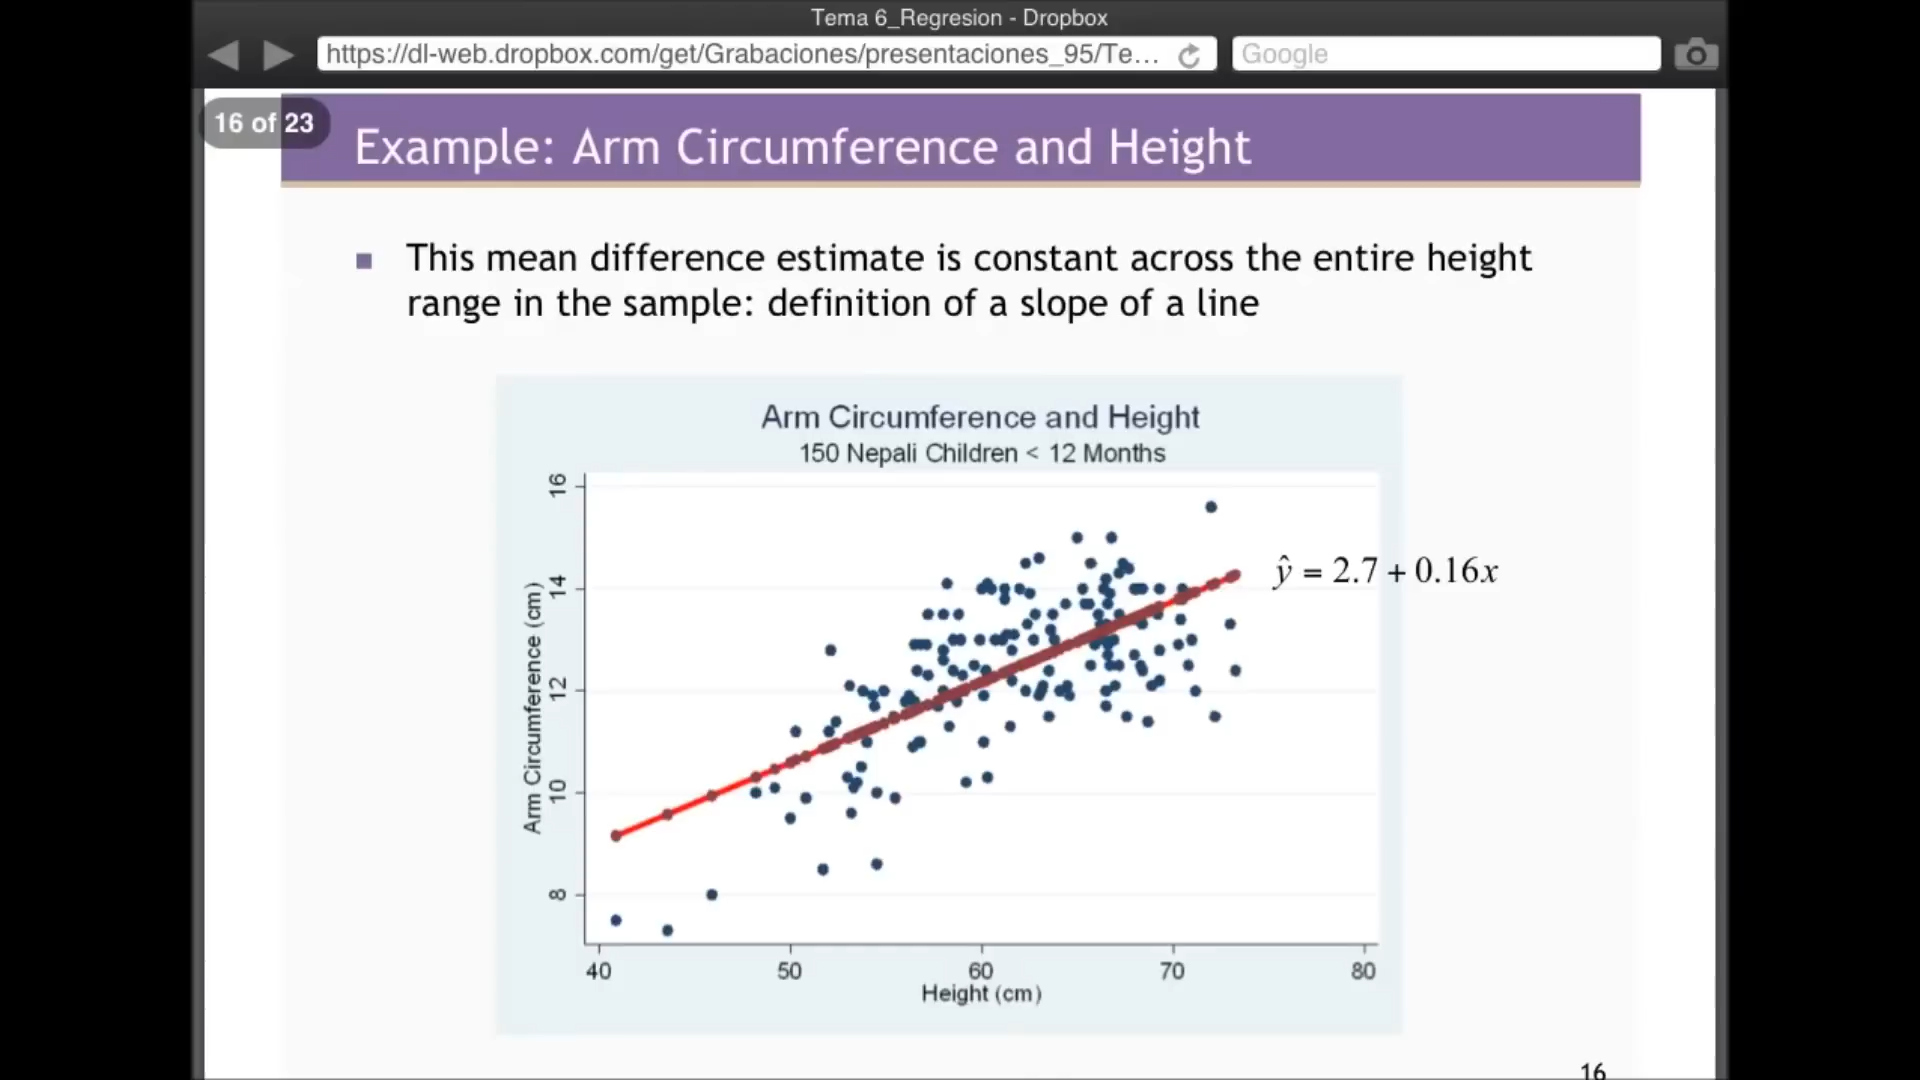 Tema 6_Regresion - Dropbox
https://dl-web.dropbox.com/get/Grabaciones/presentaciones_95/Te...
Google
16 of 23
Example: Arm Circumference and Height
This mean difference estimate is constant across the entire height
range in the sample: definition of a slope of a line
Arm Circumference and Height
150 Nepali Children < 12 Months
16
14
12
10
8
Arm Circumference (cm)
ŷ = 2.7 + 0.16x
40 50 60 70 80
Height (cm)
16